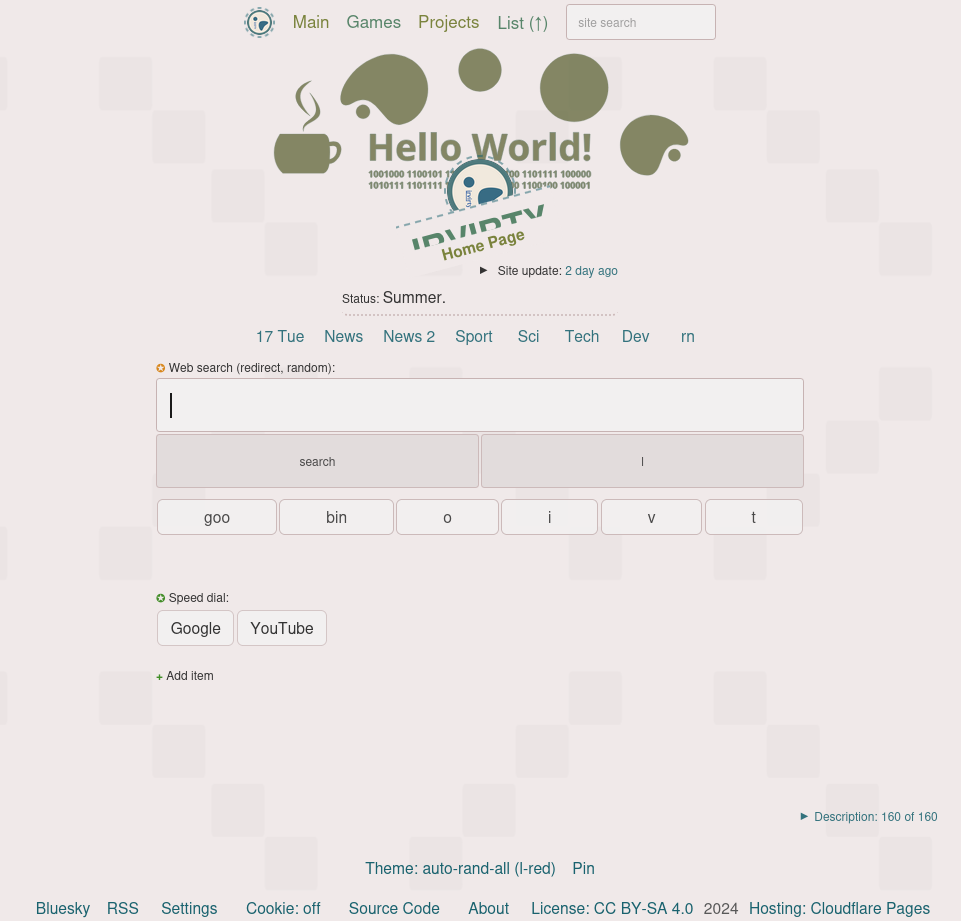 Main Games Projects List (↑) site search
Hello World!
1001000 1100101 1101111 100000
1010111 1101111 1100100 100001
Home Page
► Site update: 2 day ago
Status: Summer.
17 Tue News News 2 Sport Sci Tech Dev rn
✪ Web search (redirect, random):
search l
goo bin o i v t
✪ Speed dial:
Google YouTube
+ Add item
► Description: 160 of 160
Theme: auto-rand-all (l-red) Pin
Bluesky RSS Settings Cookie: off Source Code About License: CC BY-SA 4.0 2024 Hosting: Cloudflare Pages